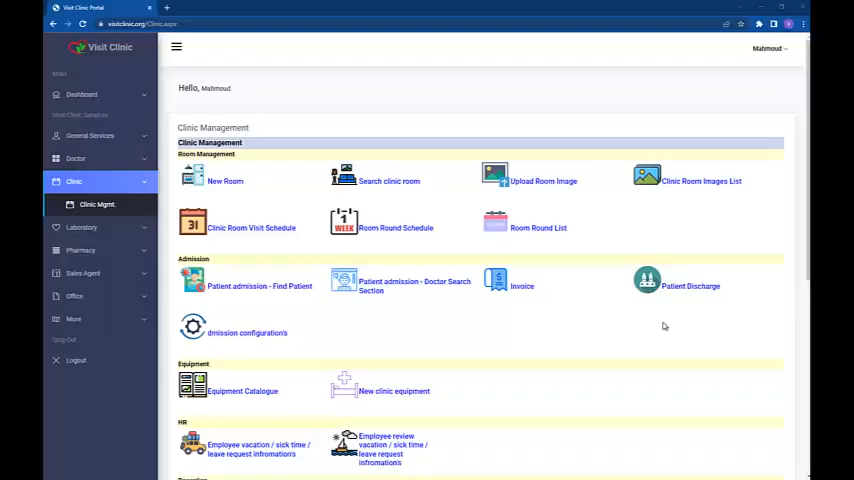 Visit Clinic Portal
visitclinic.org/Clinic.aspx
Visit Clinic
Mahmoud
Main
Hello, Mahmoud
Dashboard
Visit Clinic Services
General Services
Clinic Management
Clinic Management
Doctor
Room Management
Clinic
New Room
Search clinic room
Upload Room Image
Clinic Room Images List
Clinic Mgmt.
Laboratory
Clinic Room Visit Schedule
Room Round Schedule
Room Round List
Pharmacy
Admission
Sales Agent
Patient admission - Find Patient
Patient admission - Doctor Search
Section
Invoice
Patient Discharge
Office
More
dmission configuration's
Sing Out
Logout
Equipment
Equipment Catalogue
New clinic equipment
HR
Employee vacation / sick time /
leave request infromation's
Employee review
vacation / sick time /
leave request
infromation's